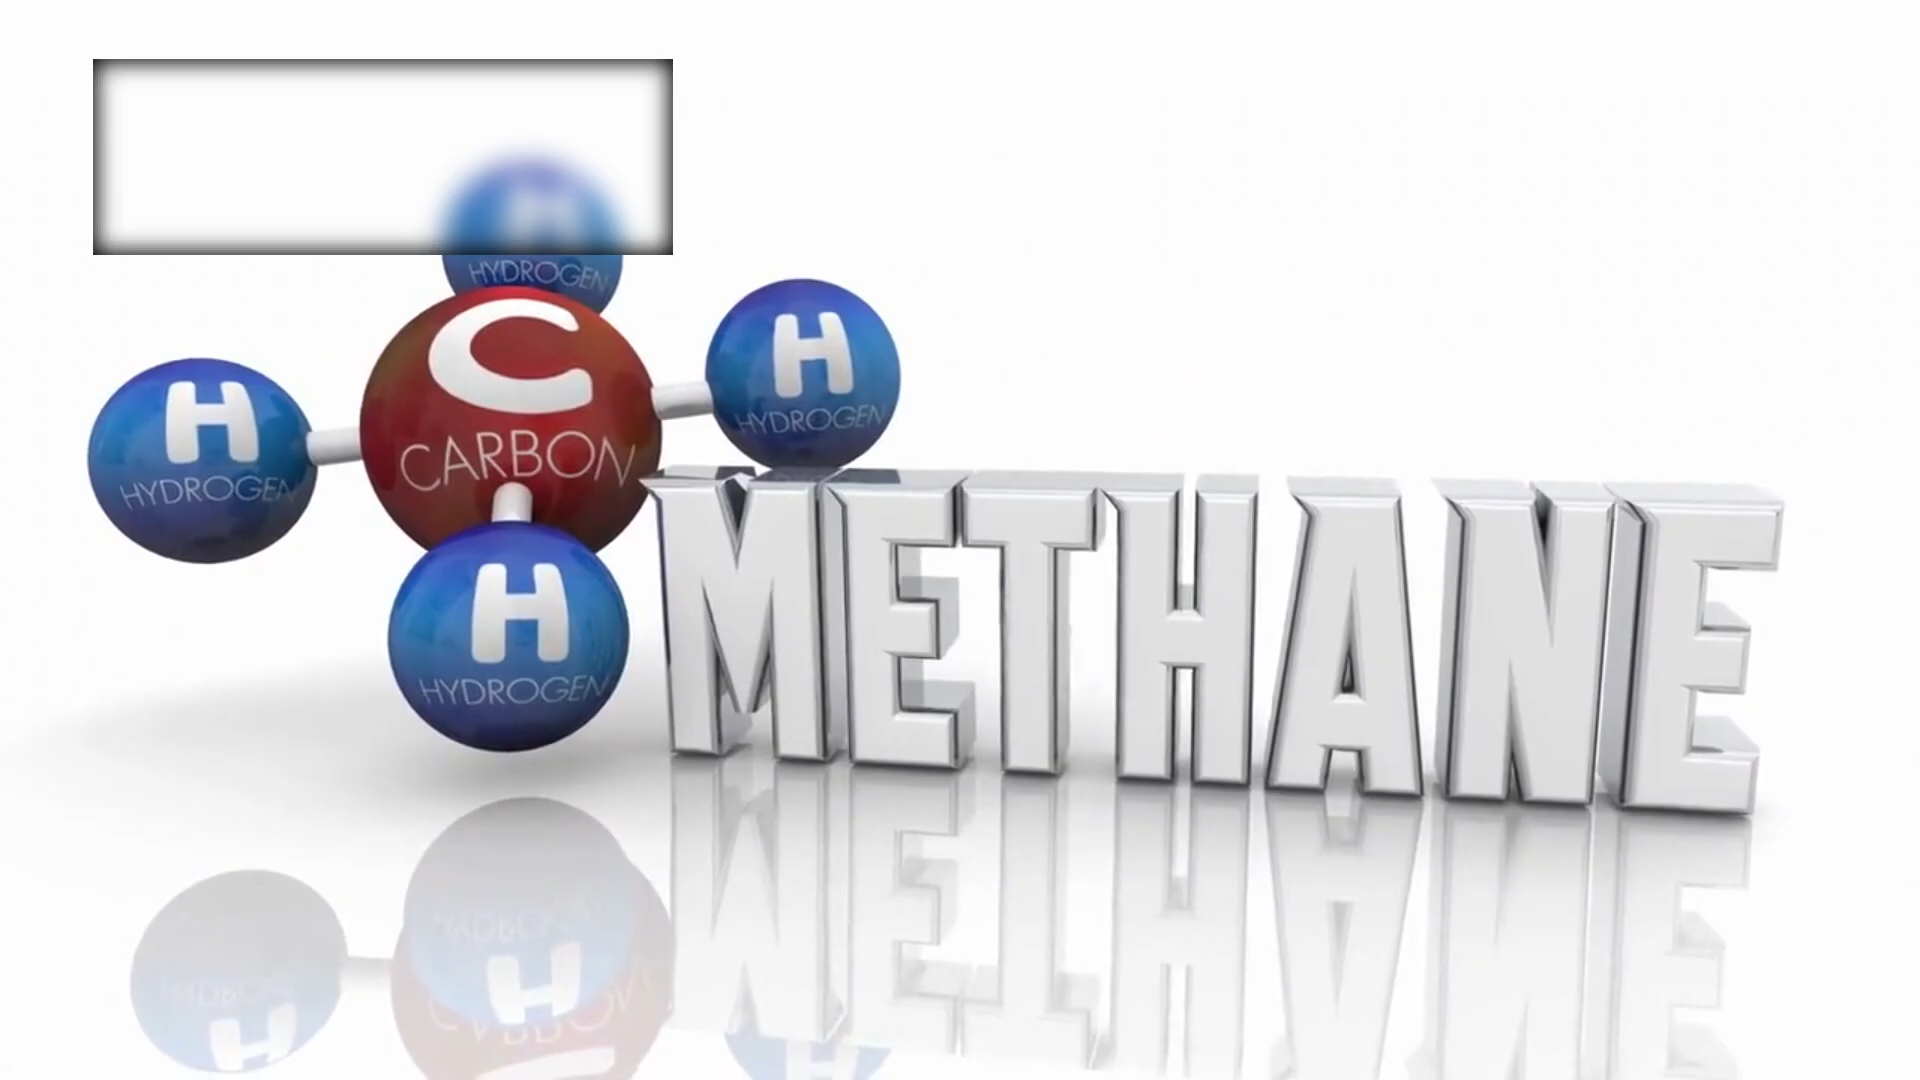 H
HYDROGEN
C
CARBON
H
HYDROGEN
H
HYDROGEN
H
HYDROGEN
METHANE